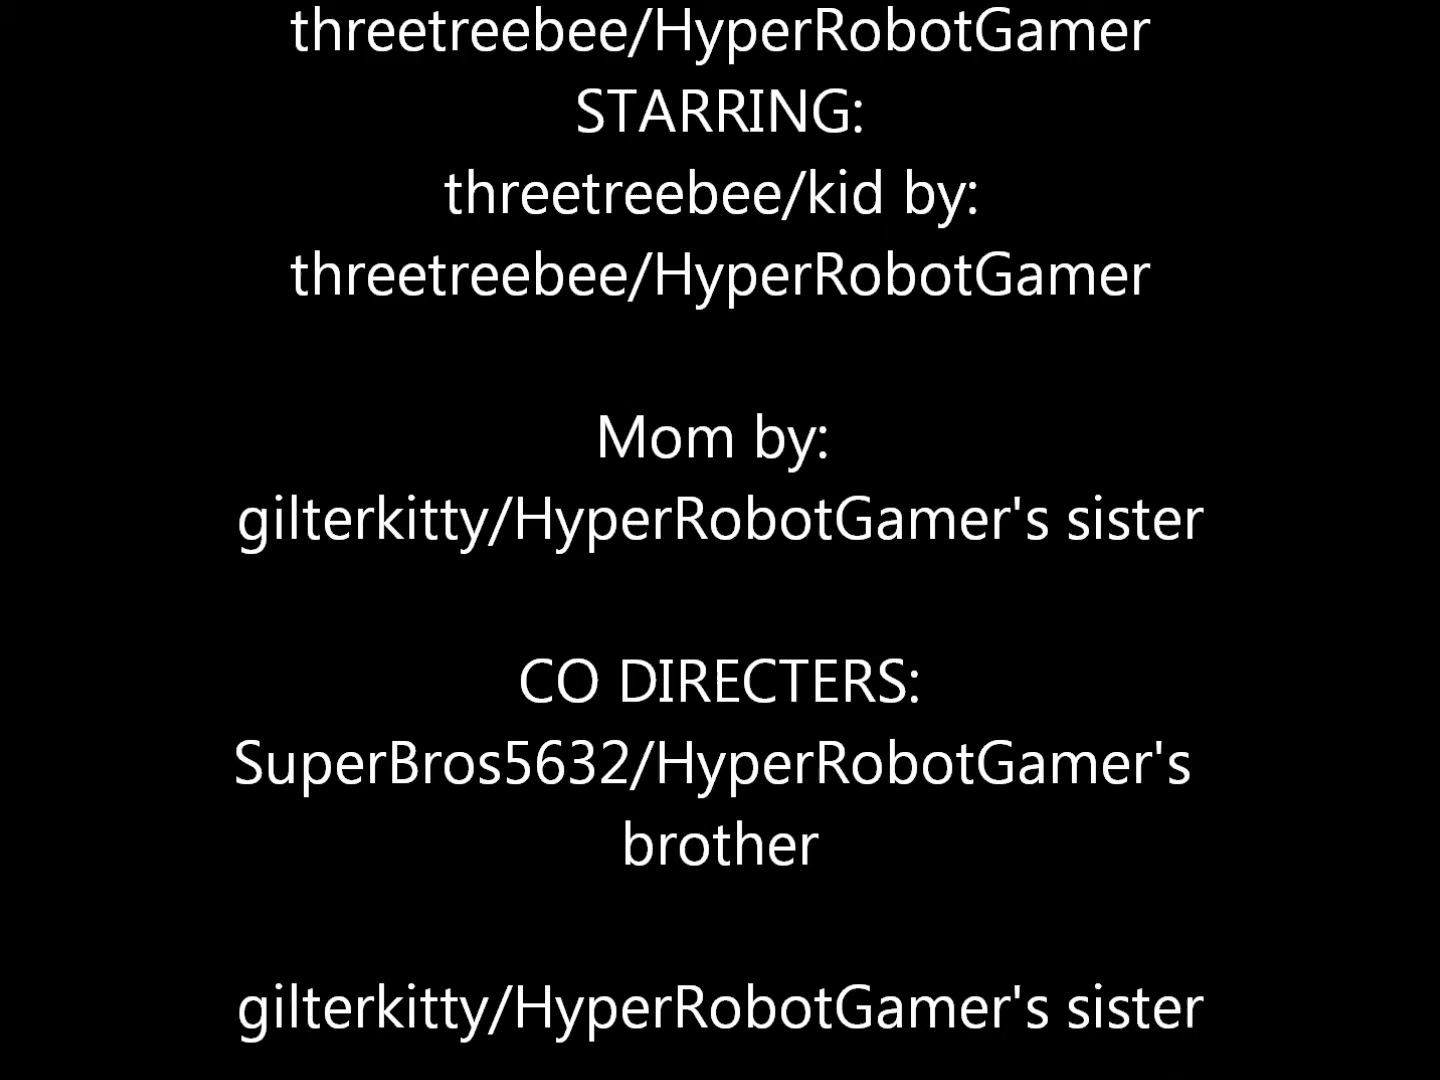 threetreebee/HyperRobotGamer
STARRING:
threetreebee/kid by:
threetreebee/HyperRobotGamer
Mom by:
gilterkitty/HyperRobotGamer's sister
CO DIRECTERS:
SuperBros5632/HyperRobotGamer's
brother
gilterkitty/HyperRobotGamer's sister